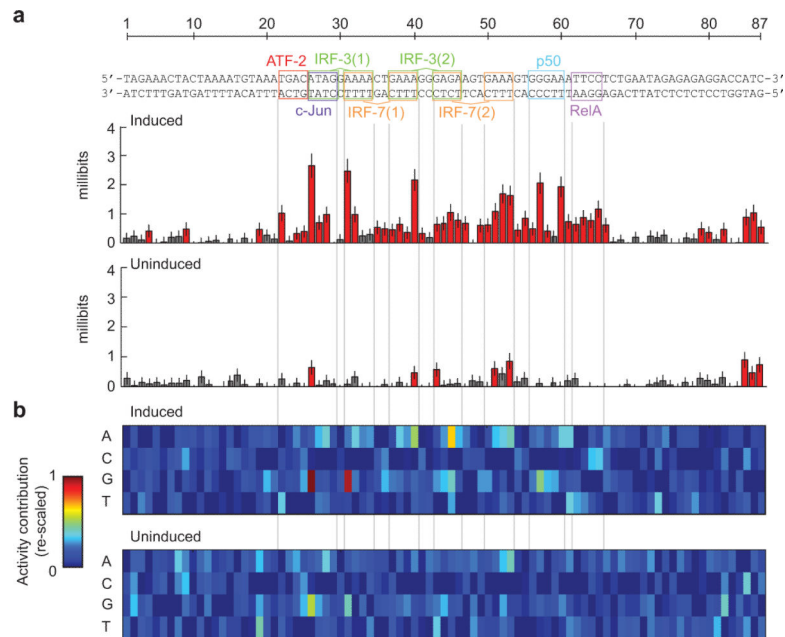 a
1 10 20 30 40 50 60 70 80 87
ATF-2 IRF-3(1) IRF-3(2) p50
5′-TAGAAACTACTAAAATGTAAATGACATAGGAAAACTGAAAGGGAGAAGTGAAAGTGGGAAATTCCTCTGAATAGAGAGAGGACCATC-3′
3′-ATCTTTGATGATTTTACATTTACTGTATCCTTTTGACTTTCCCTCTTCACTTTCACCCTTTAAGGAGACTTATCTCTCTCCTGGTAG-5′
c-Jun IRF-7(1) IRF-7(2) RelA
Induced
millibits
4
3
2
1
0
Uninduced
millibits
4
3
2
1
0
b
Induced
A
C
G
T
Activity contribution
(re-scaled)
1
0
Uninduced
A
C
G
T